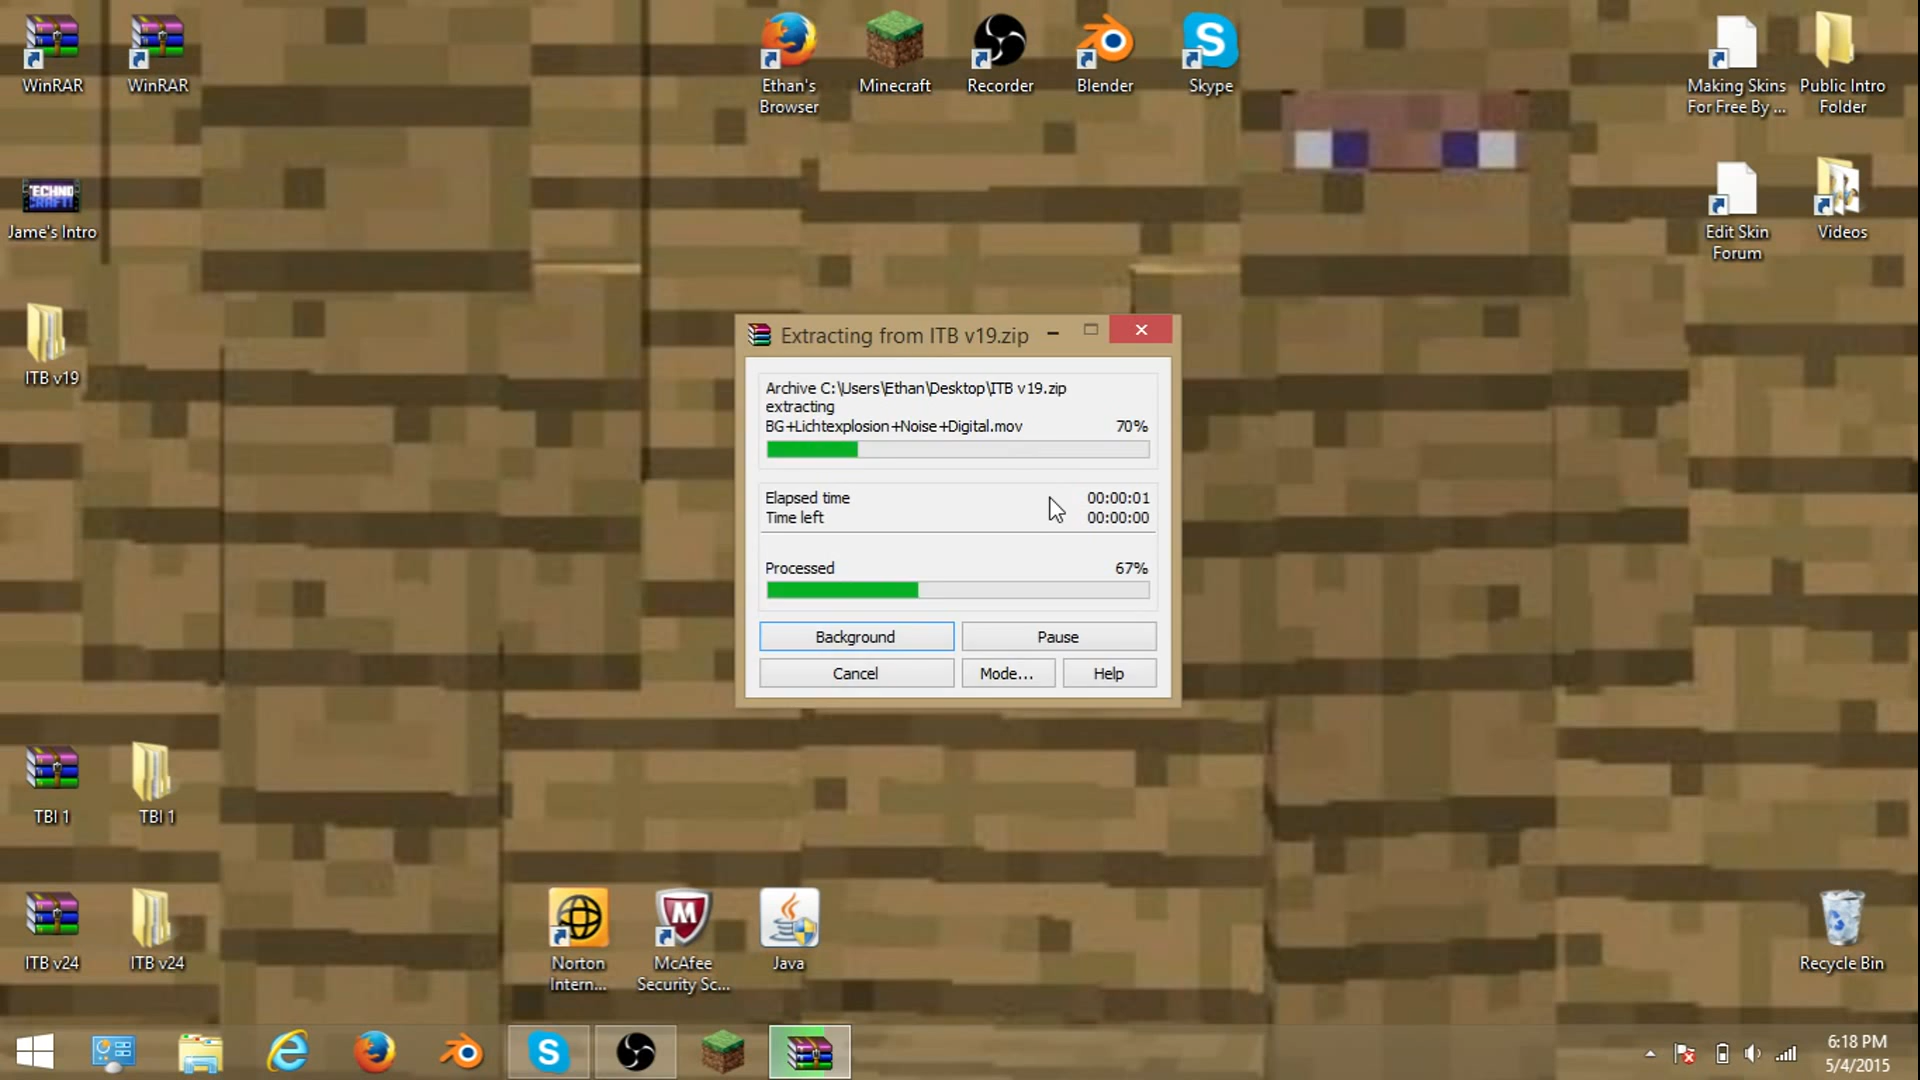 WinRAR
WinRAR
Ethan's
Browser
Minecraft
Recorder
Blender
Skype
Making Skins
For Free By ...
Public Intro
Folder
TECHNO
CRAFT!
Jame's Intro
Edit Skin
Forum
Videos
ITB v19
Extracting from ITB v19.zip
Archive C:\Users\Ethan\Desktop\ITB v19.zip
extracting
BG+Lichtexplosion+Noise+Digital.mov 70%
Elapsed time 00:00:01
Time left 00:00:00
Processed 67%
Background
Pause
Cancel
Mode...
Help
TBI 1
TBI 1
ITB v24
ITB v24
Norton
Intern...
McAfee
Security Sc...
Java
Recycle Bin
6:18 PM
5/4/2015